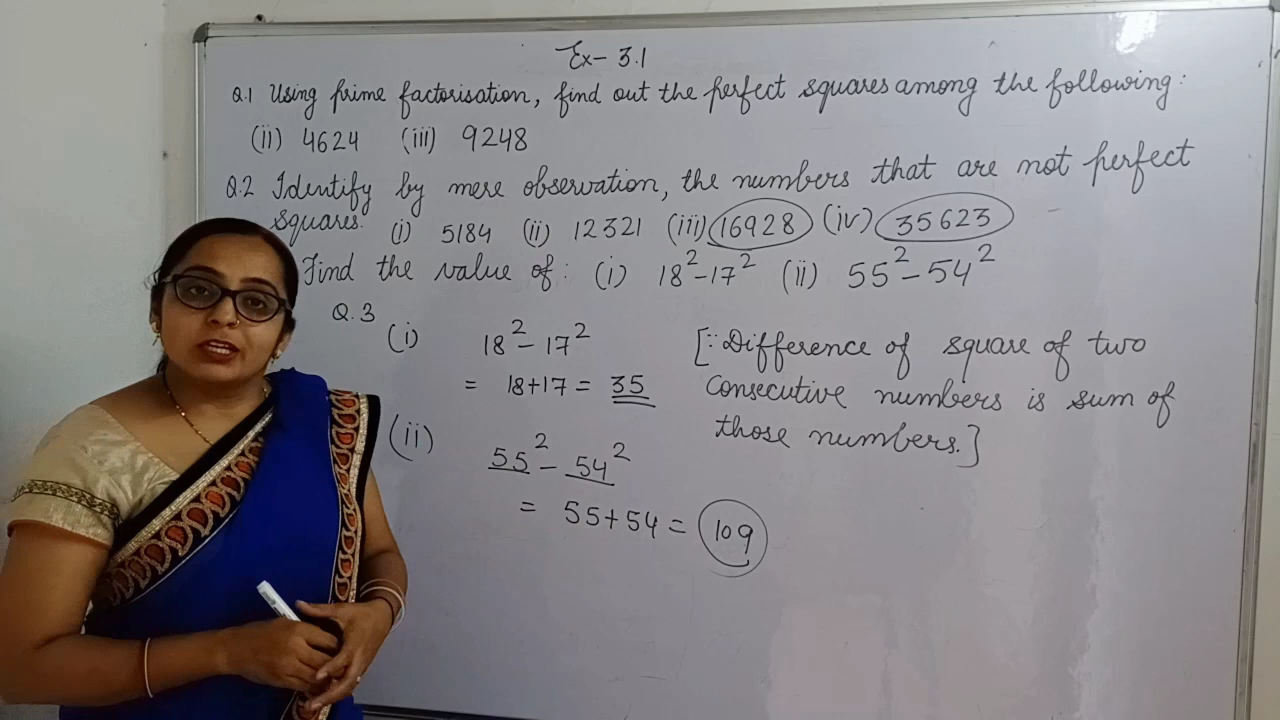 Ex- 3.1
Q.1 Using prime factorisation, find out the perfect squares among the following:
(ii) 4624 (iii) 9248
Q.2 Identify by mere observation, the numbers that are not perfect
squares. (i) 5184 (ii) 12321 (iii) 16928 (iv) 35623
Find the value of: (i) 18²-17² (ii) 55²-54²
Q.3
(i) 18²-17²
= 18+17 = 35
[∵ Difference of square of two
consecutive numbers is sum of
those numbers.]
(ii) 55²-54²
= 55+54 = 109